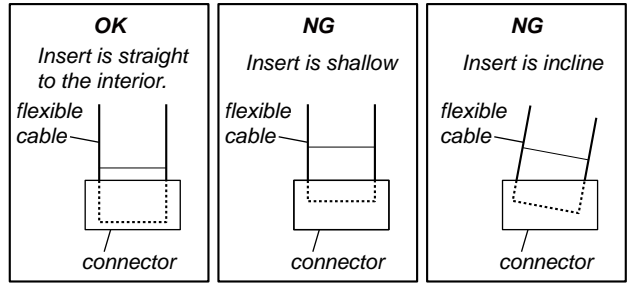 OK
Insert is straight
to the interior.
flexible
cable
connector
NG
Insert is shallow
flexible
cable
connector
NG
Insert is incline
flexible
cable
connector